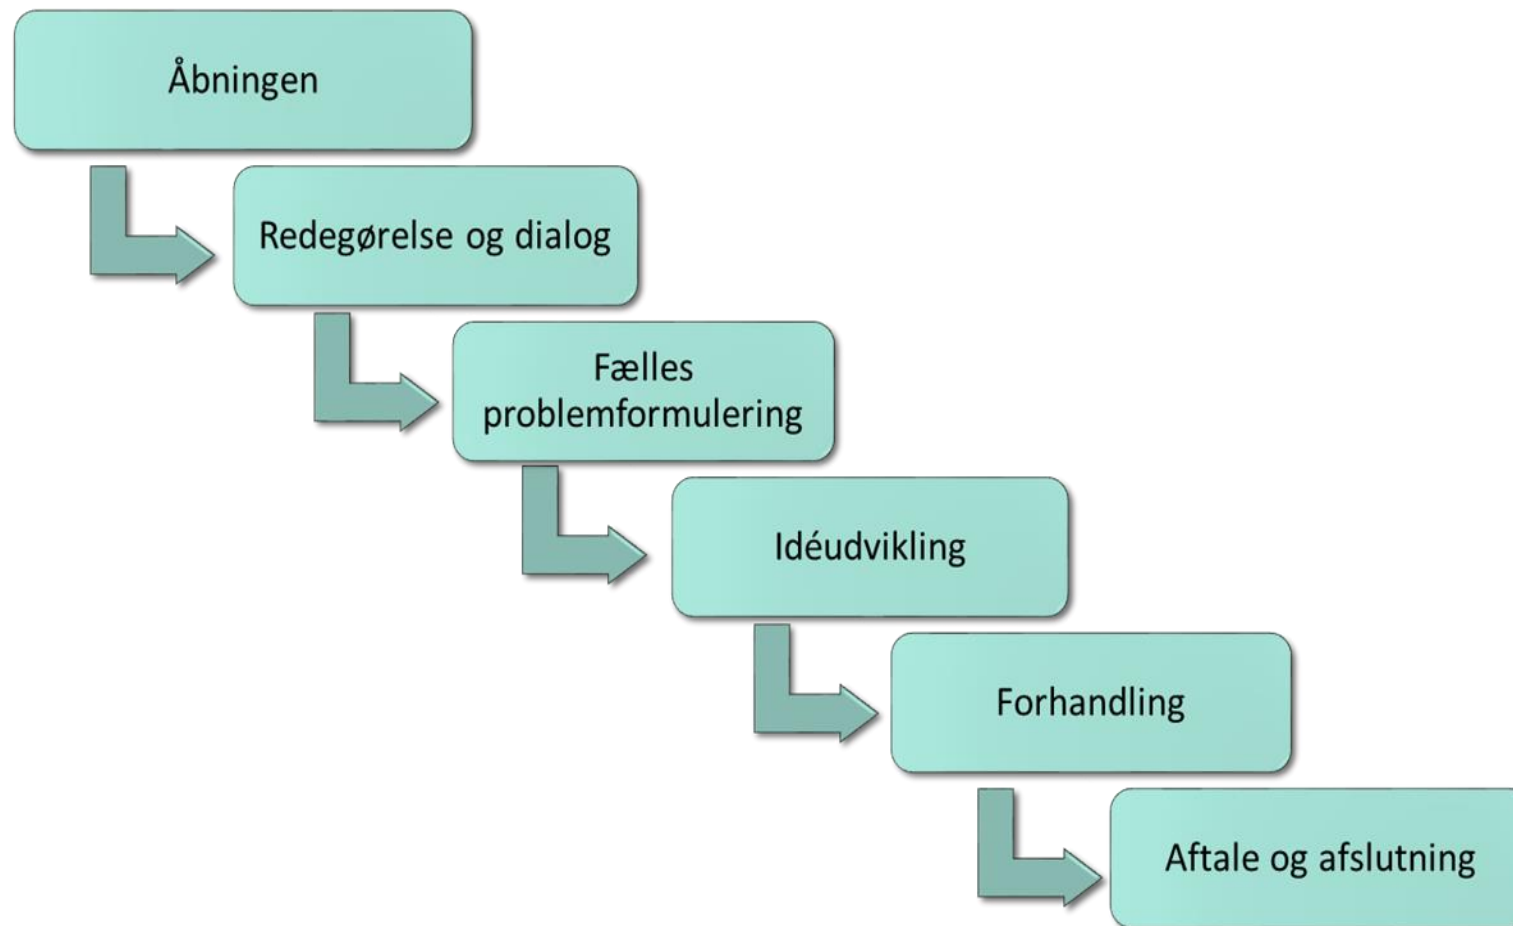 Åbningen
Redegørelse og dialog
Fælles
problemformulering
Idéudvikling
Forhandling
Aftale og afslutning